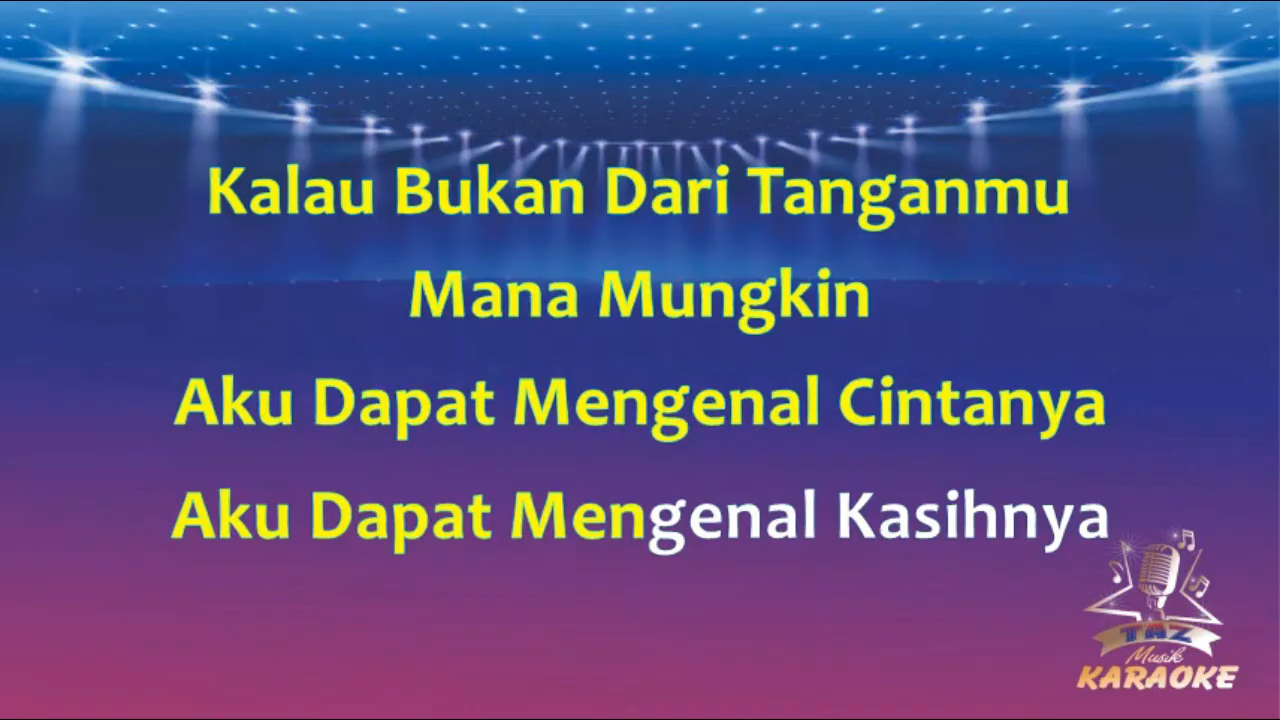 Kalau Bukan Dari Tanganmu
Mana Mungkin
Aku Dapat Mengenal Cintanya
Aku Dapat Mengenal Kasihnya
TAZ
Musik
KARAOKE